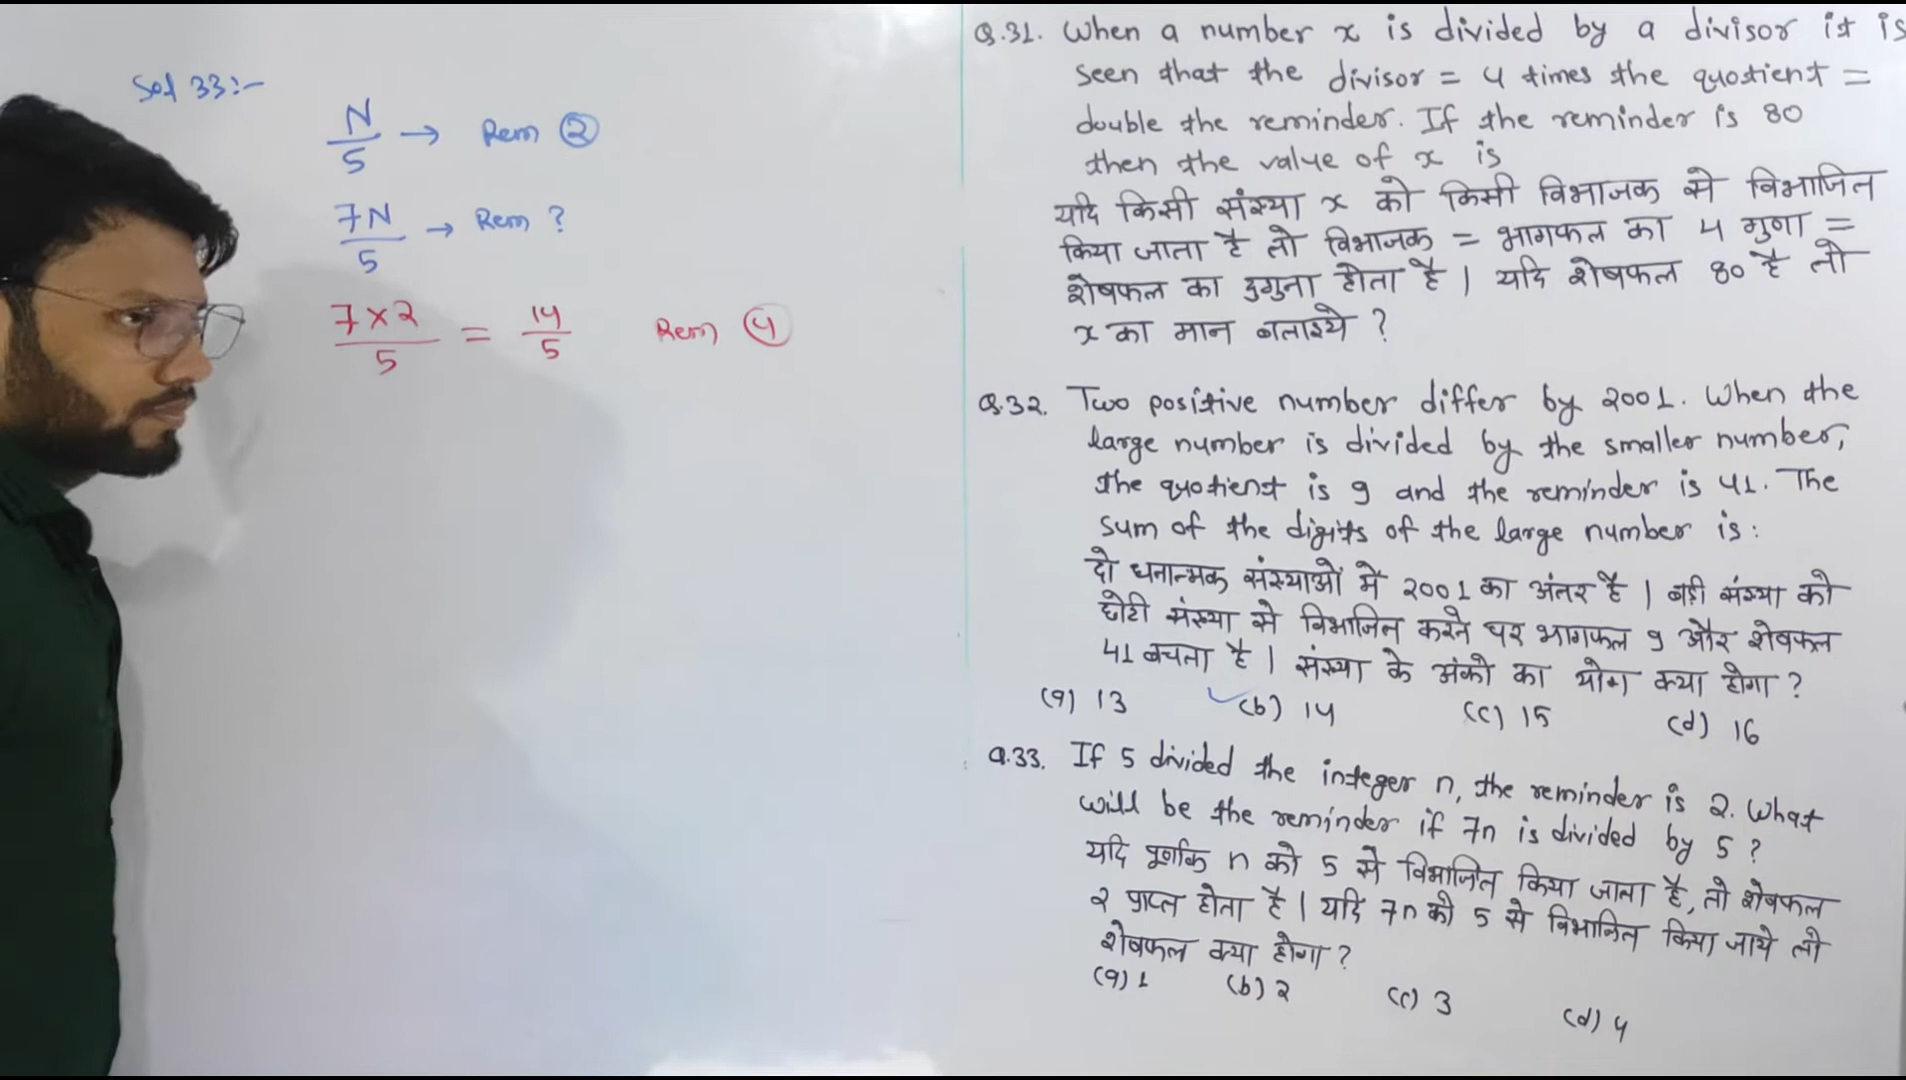 Sol 33:-
N/5 → Rem 2
7N/5 → Rem ?
7×2/5 = 14/5 Rem 4
Q.31. When a number x is divided by a divisor it is
seen that the divisor = 4 times the quotient =
double the reminder. If the reminder is 80
then the value of x is
यदि किसी संख्या x को किसी विभाजक से विभाजित
किया जाता है तो विभाजक = भागफल का 4 गुणा =
शेषफल का दुगुना होता है । यदि शेषफल 80 है तो
x का मान बताइये ?
Q.32. Two positive number differ by 2001. When the
large number is divided by the smaller number,
the quotient is 9 and the reminder is 41. The
sum of the digits of the large number is:
दो धनात्मक संख्याओं में 2001 का अंतर है । बड़ी संख्या को
छोटी संख्या से विभाजित करने पर भागफल 9 और शेषफल
41 बचता है । संख्या के अंको का योग क्या होगा ?
(a) 13 (b) 14 (c) 15 (d) 16
Q.33. If 5 divided the integer n, the reminder is 2. What
will be the reminder if 7n is divided by 5 ?
यदि पूर्णांक n को 5 से विभाजित किया जाता है, तो शेषफल
2 प्राप्त होता है । यदि 7n को 5 से विभाजित किया जाये तो
शेषफल क्या होगा ?
(a) 1 (b) 2 (c) 3 (d) 4